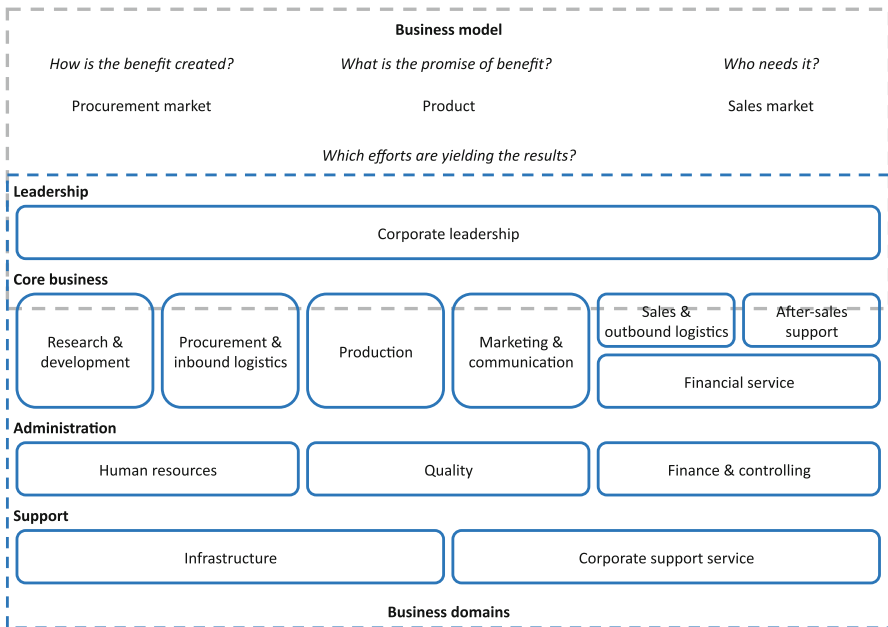 Business model
How is the benefit created?
What is the promise of benefit?
Who needs it?
Procurement market
Product
Sales market
Which efforts are yielding the results?
Leadership
Corporate leadership
Core business
Research &
development
Procurement &
inbound logistics
Production
Marketing &
communication
Sales &
outbound logistics
After-sales
support
Financial service
Administration
Human resources
Quality
Finance & controlling
Support
Infrastructure
Corporate support service
Business domains